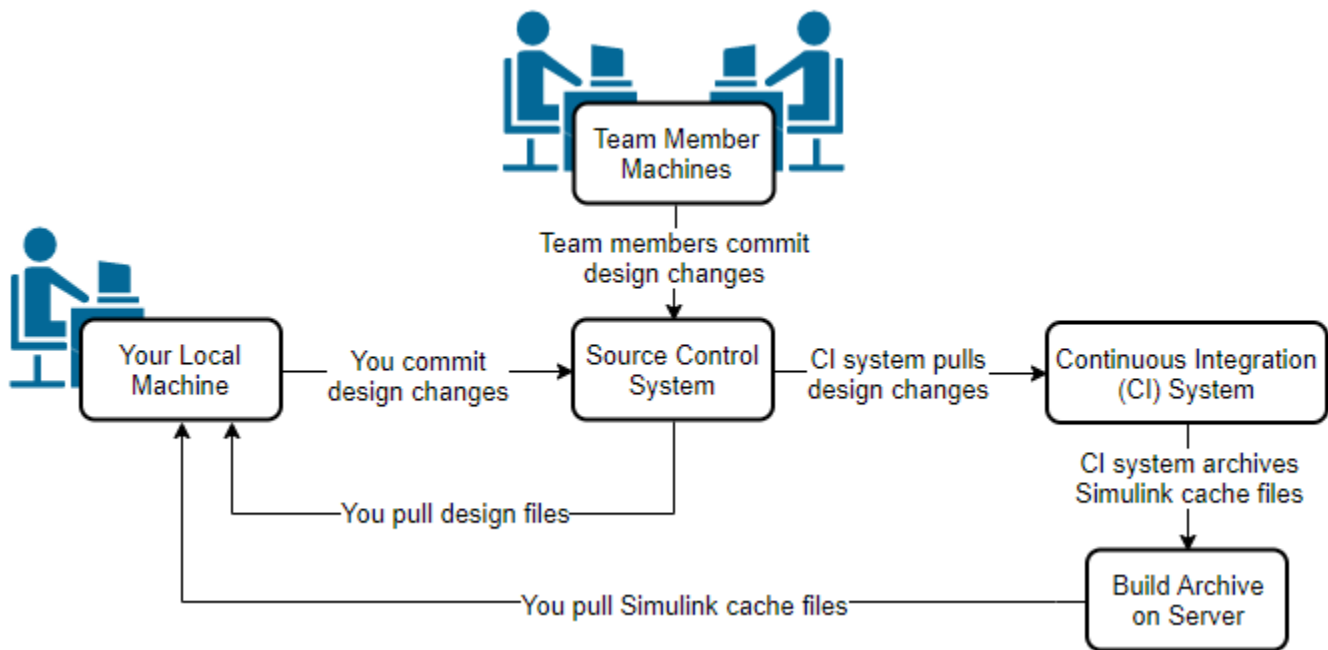 Team Member
Machines
Team members commit
design changes
Your Local
Machine
You commit
design changes
Source Control
System
CI system pulls
design changes
Continuous Integration
(CI) System
CI system archives
Simulink cache files
You pull design files
Build Archive
on Server
You pull Simulink cache files